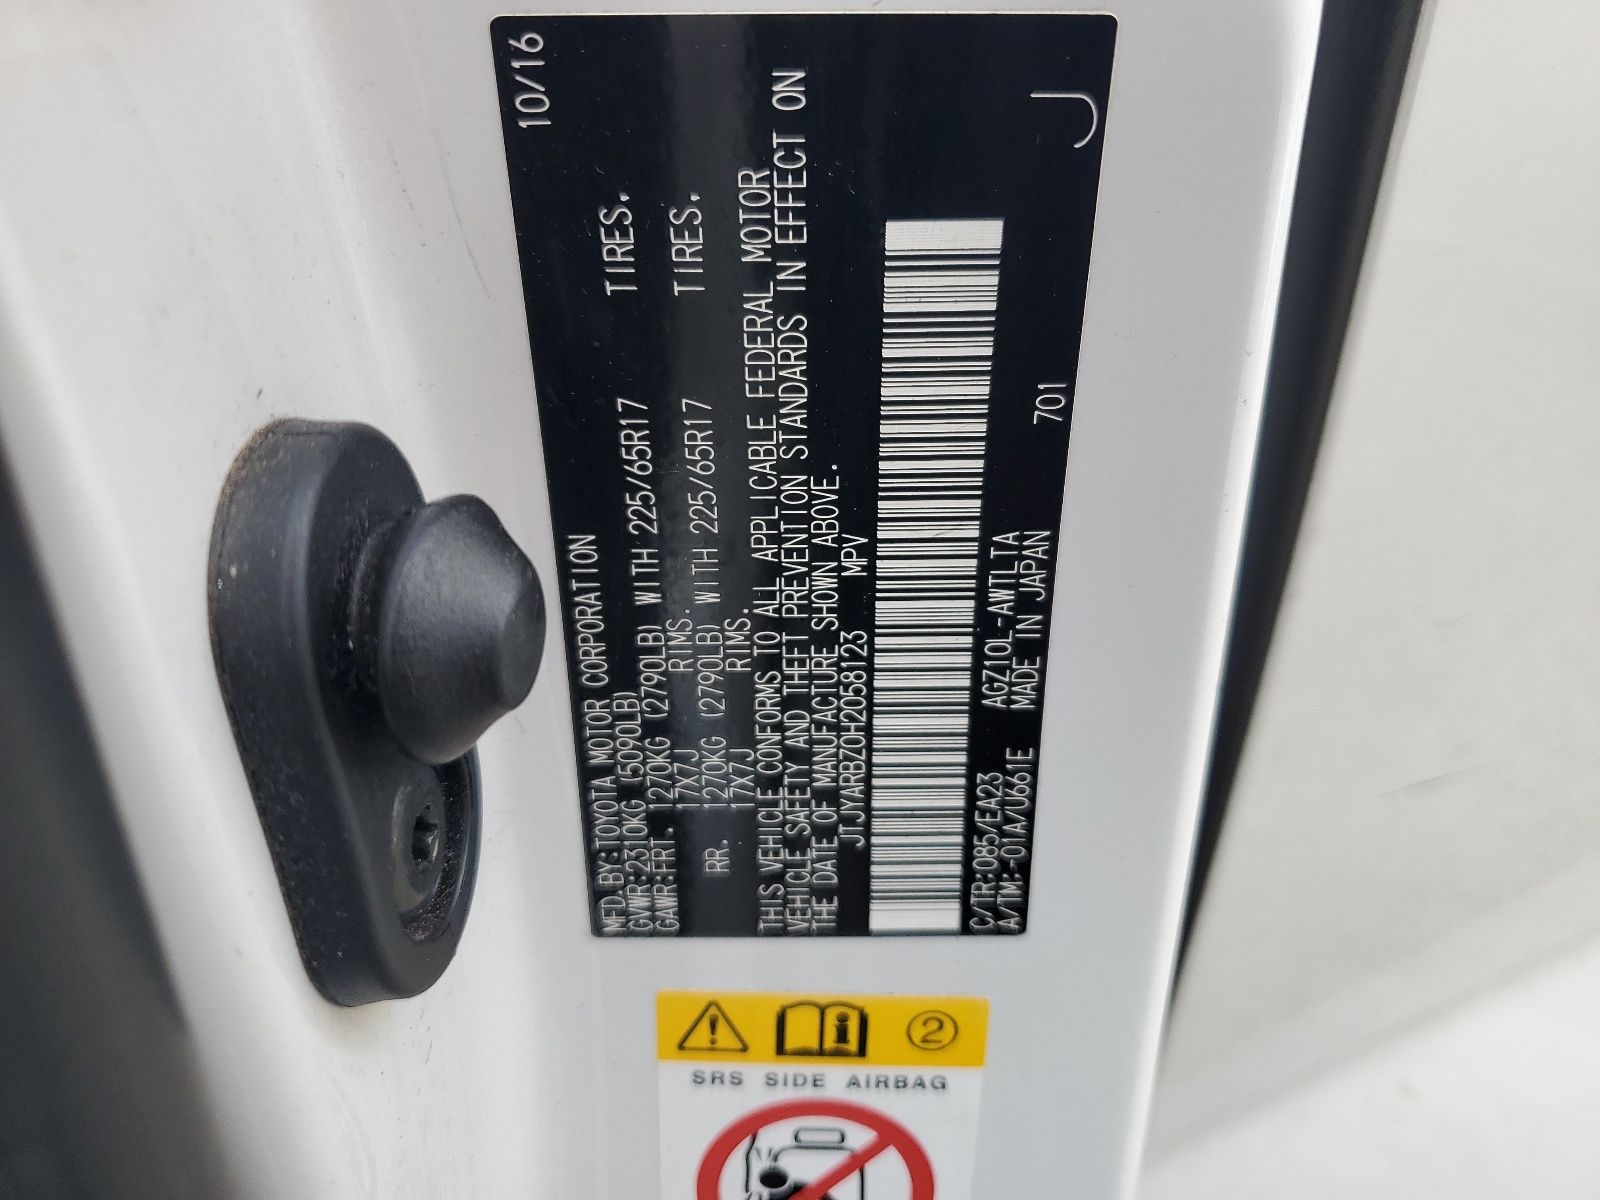 10/16
MFD.BY:TOYOTA MOTOR CORPORATION
GVWR:2310KG (5090LB)
GAWR:FRT. 1270KG (2790LB) WITH 225/65R17 TIRES.
17X7J RIMS.
RR. 1270KG (2790LB) WITH 225/65R17 TIRES.
17X7J RIMS.
THIS VEHICLE CONFORMS TO ALL APPLICABLE FEDERAL MOTOR
VEHICLE SAFETY AND THEFT PREVENTION STANDARDS IN EFFECT ON
THE DATE OF MANUFACTURE SHOWN ABOVE.
JTJYARBZ0H2058123 MPV
C/TR:085/EA23 AGZ10L-AWTLTA
A/TM:-01A/U661E MADE IN JAPAN 701 J
2
SRS SIDE AIRBAG